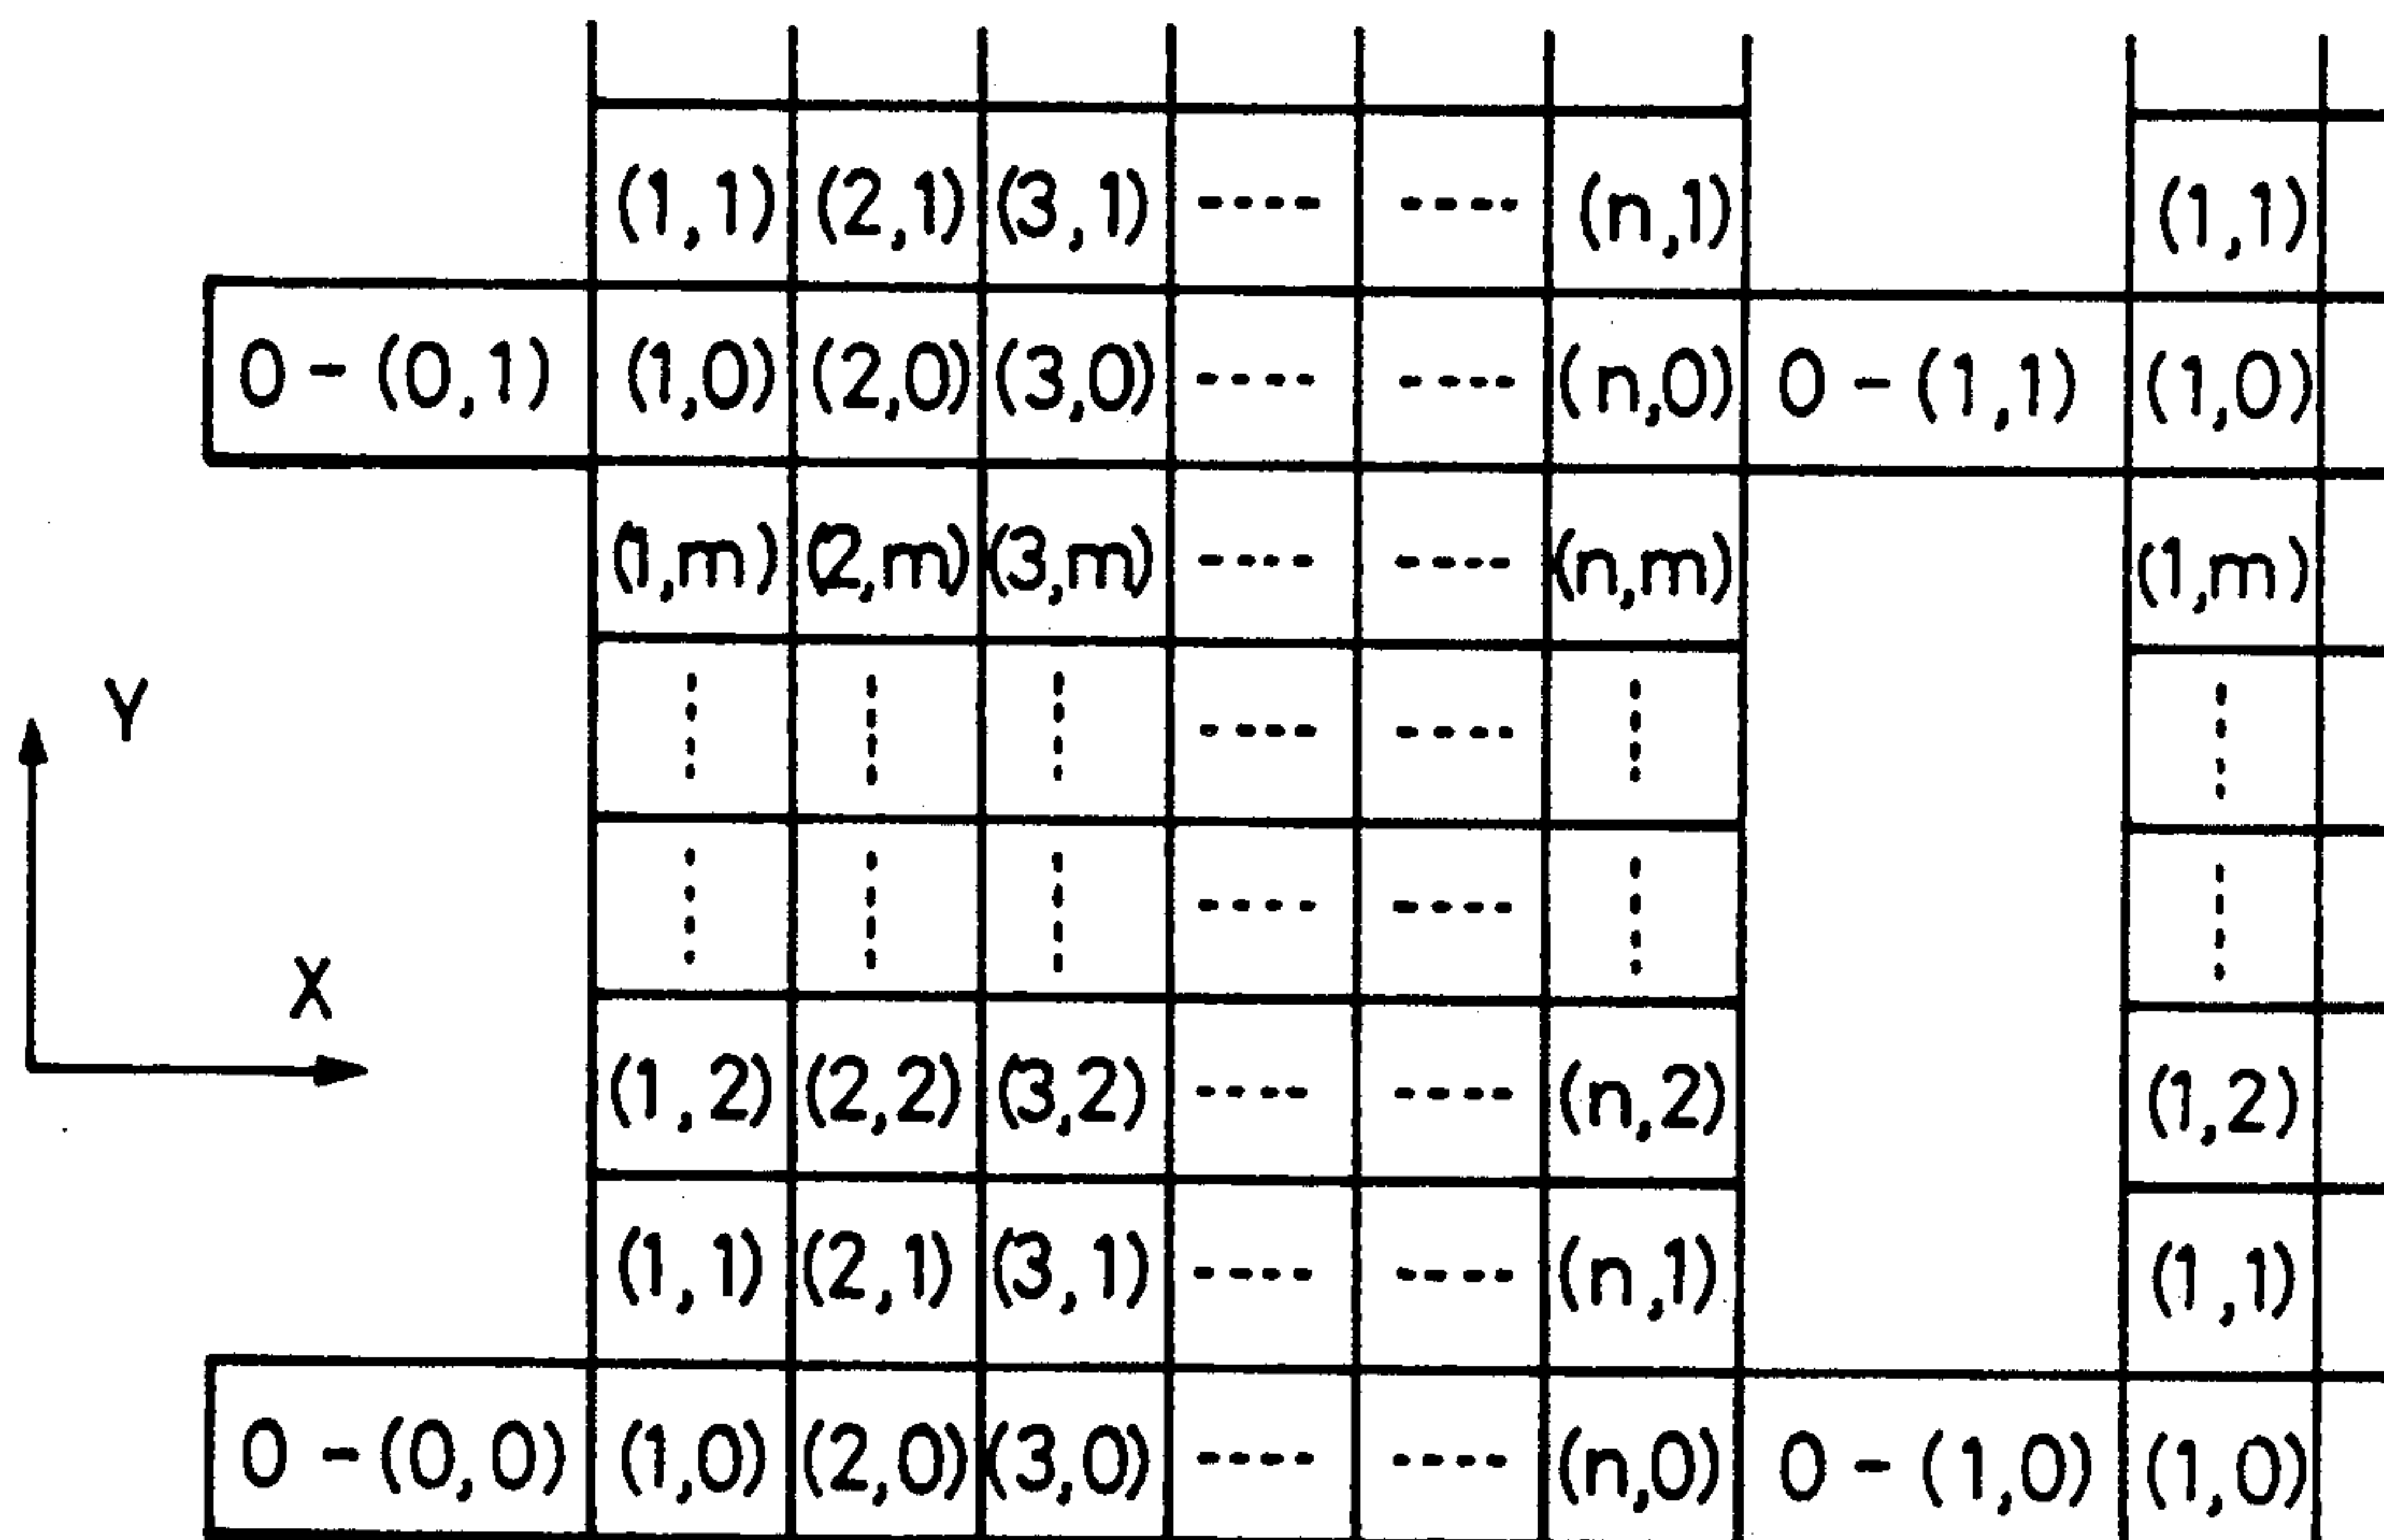 (1,1) (2,1) (3,1) ---- ---- (n,1) (1,1)
0-(0,1) (1,0) (2,0) (3,0) ---- ---- (n,0) 0-(1,1) (1,0)
(1,m) (2,m) (3,m) ---- ---- (n,m) (1,m)
Y
X
(1,2) (2,2) (3,2) ---- ---- (n,2) (1,2)
(1,1) (2,1) (3,1) ---- ---- (n,1) (1,1)
0-(0,0) (1,0) (2,0) (3,0) ---- ---- (n,0) 0-(1,0) (1,0)